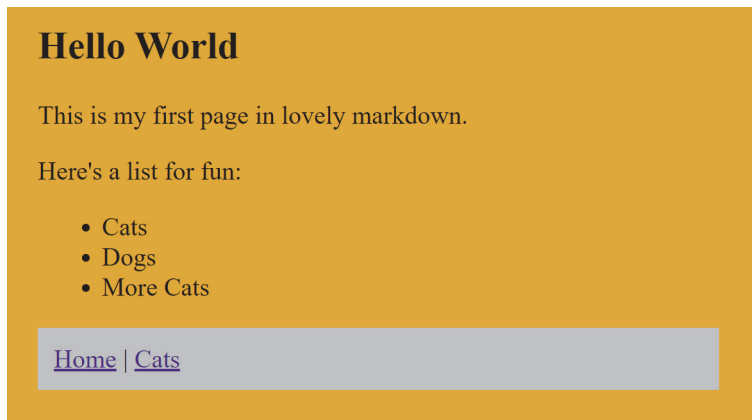 Hello World
This is my first page in lovely markdown.
Here's a list for fun:
• Cats
• Dogs
• More Cats
Home | Cats